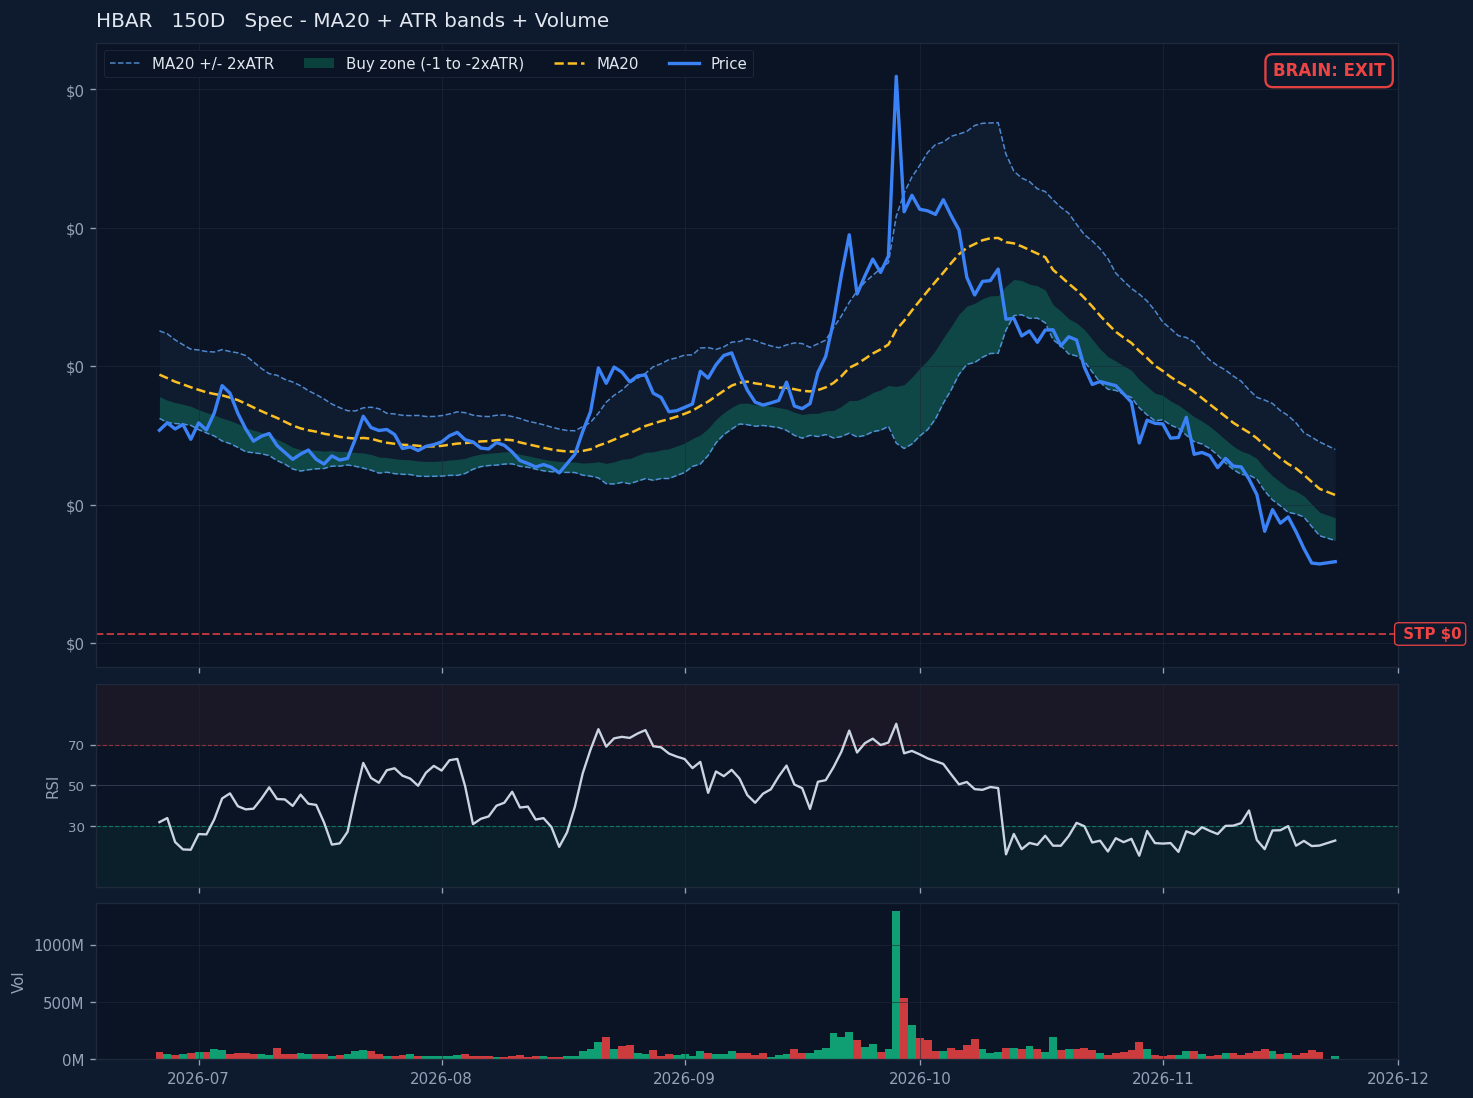 HBAR 150D Spec - MA20 + ATR bands + Volume
MA20 +/- 2xATR Buy zone (-1 to -2xATR) MA20 Price
BRAIN: EXIT
$0
$0
$0
$0
$0
STP $0
RSI
70
50
30
Vol
1000M
500M
0M
2026-07 2026-08 2026-09 2026-10 2026-11 2026-12